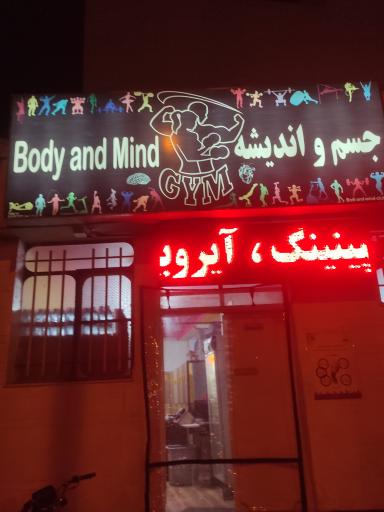 Body and Mind
GYM
جسم و اندیشه
پینینگ ، آیروب